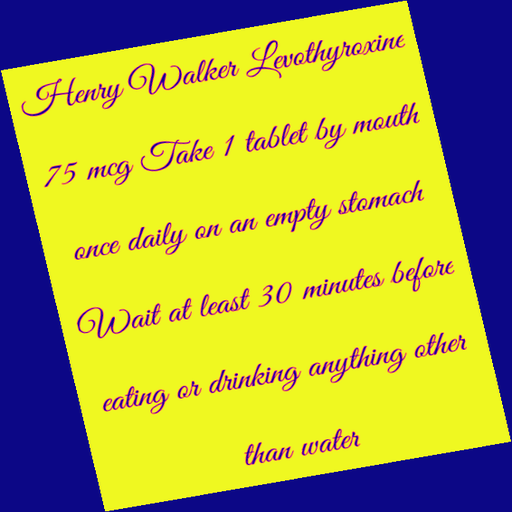 Henry Walker Levothyroxine
75 mcg Take 1 tablet by mouth
once daily on an empty stomach
Wait at least 30 minutes before
eating or drinking anything other
than water